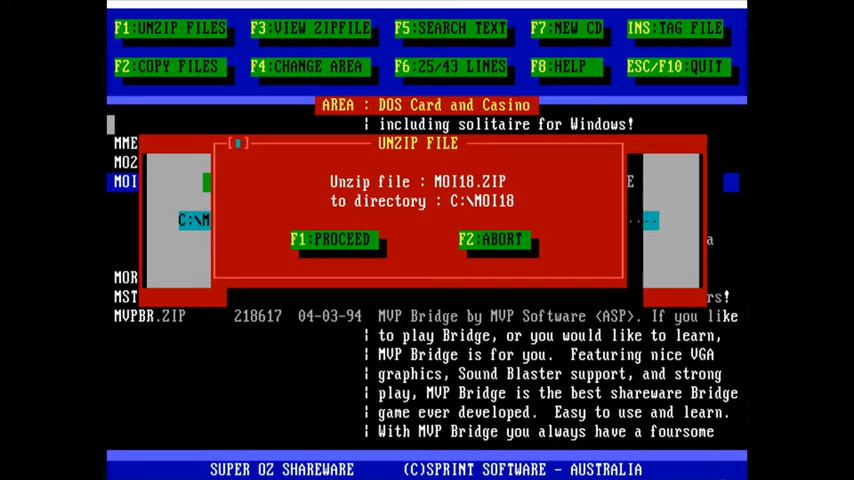 F1:UNZIP FILES F3:VIEW ZIPFILE F5:SEARCH TEXT F7:NEW CD INS:TAG FILE
F2:COPY FILES F4:CHANGE AREA F6:25/43 LINES F8:HELP ESC/F10:QUIT
AREA : DOS Card and Casino
| including solitaire for Windows!
MME [■] UNZIP FILE
MO2
MOI Unzip file : MOI18.ZIP E
to directory : C:\MOI18
C:\M ...
F1:PROCEED F2:ABORT a
MOR
MST rs!
MVPBR.ZIP 218617 04-03-94 | MVP Bridge by MVP Software <ASP>. If you like
| to play Bridge, or you would like to learn,
| MVP Bridge is for you. Featuring nice VGA
| graphics, Sound Blaster support, and strong
| play, MVP Bridge is the best shareware Bridge
| game ever developed. Easy to use and learn.
| With MVP Bridge you always have a foursome
SUPER OZ SHAREWARE (C)SPRINT SOFTWARE - AUSTRALIA